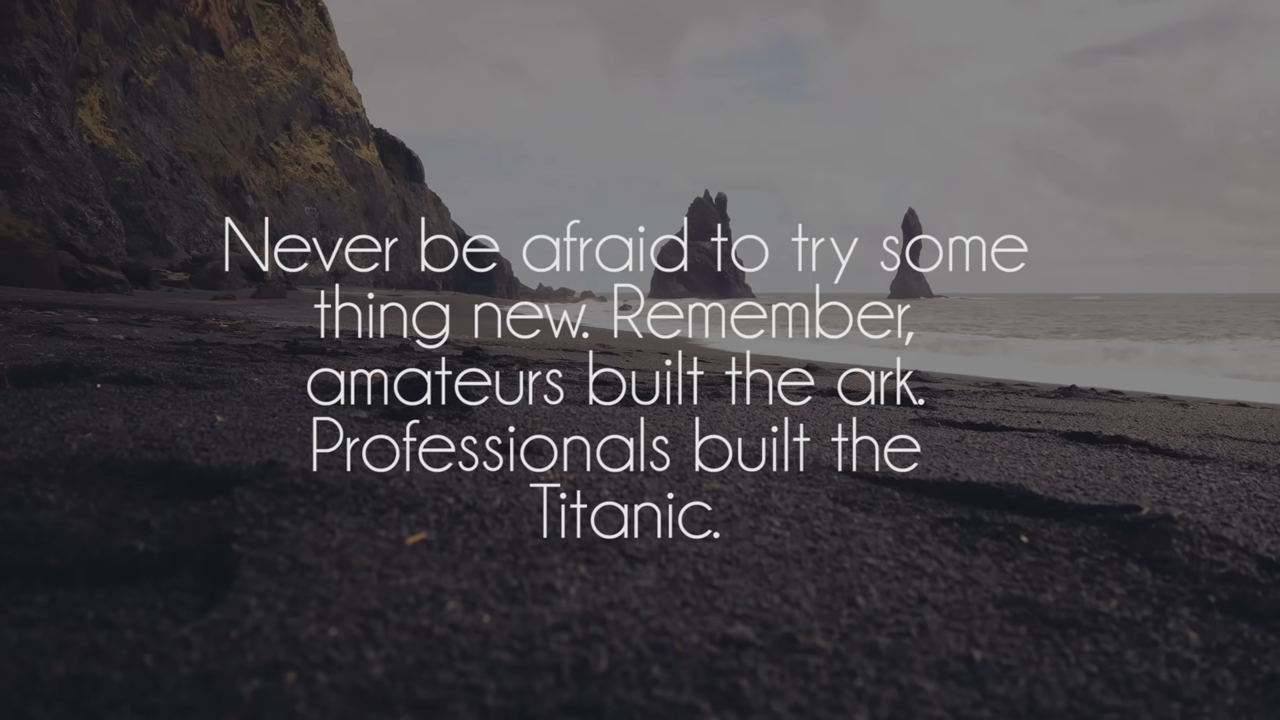 Never be afraid to try some
thing new. Remember,
amateurs built the ark.
Professionals built the
Titanic.